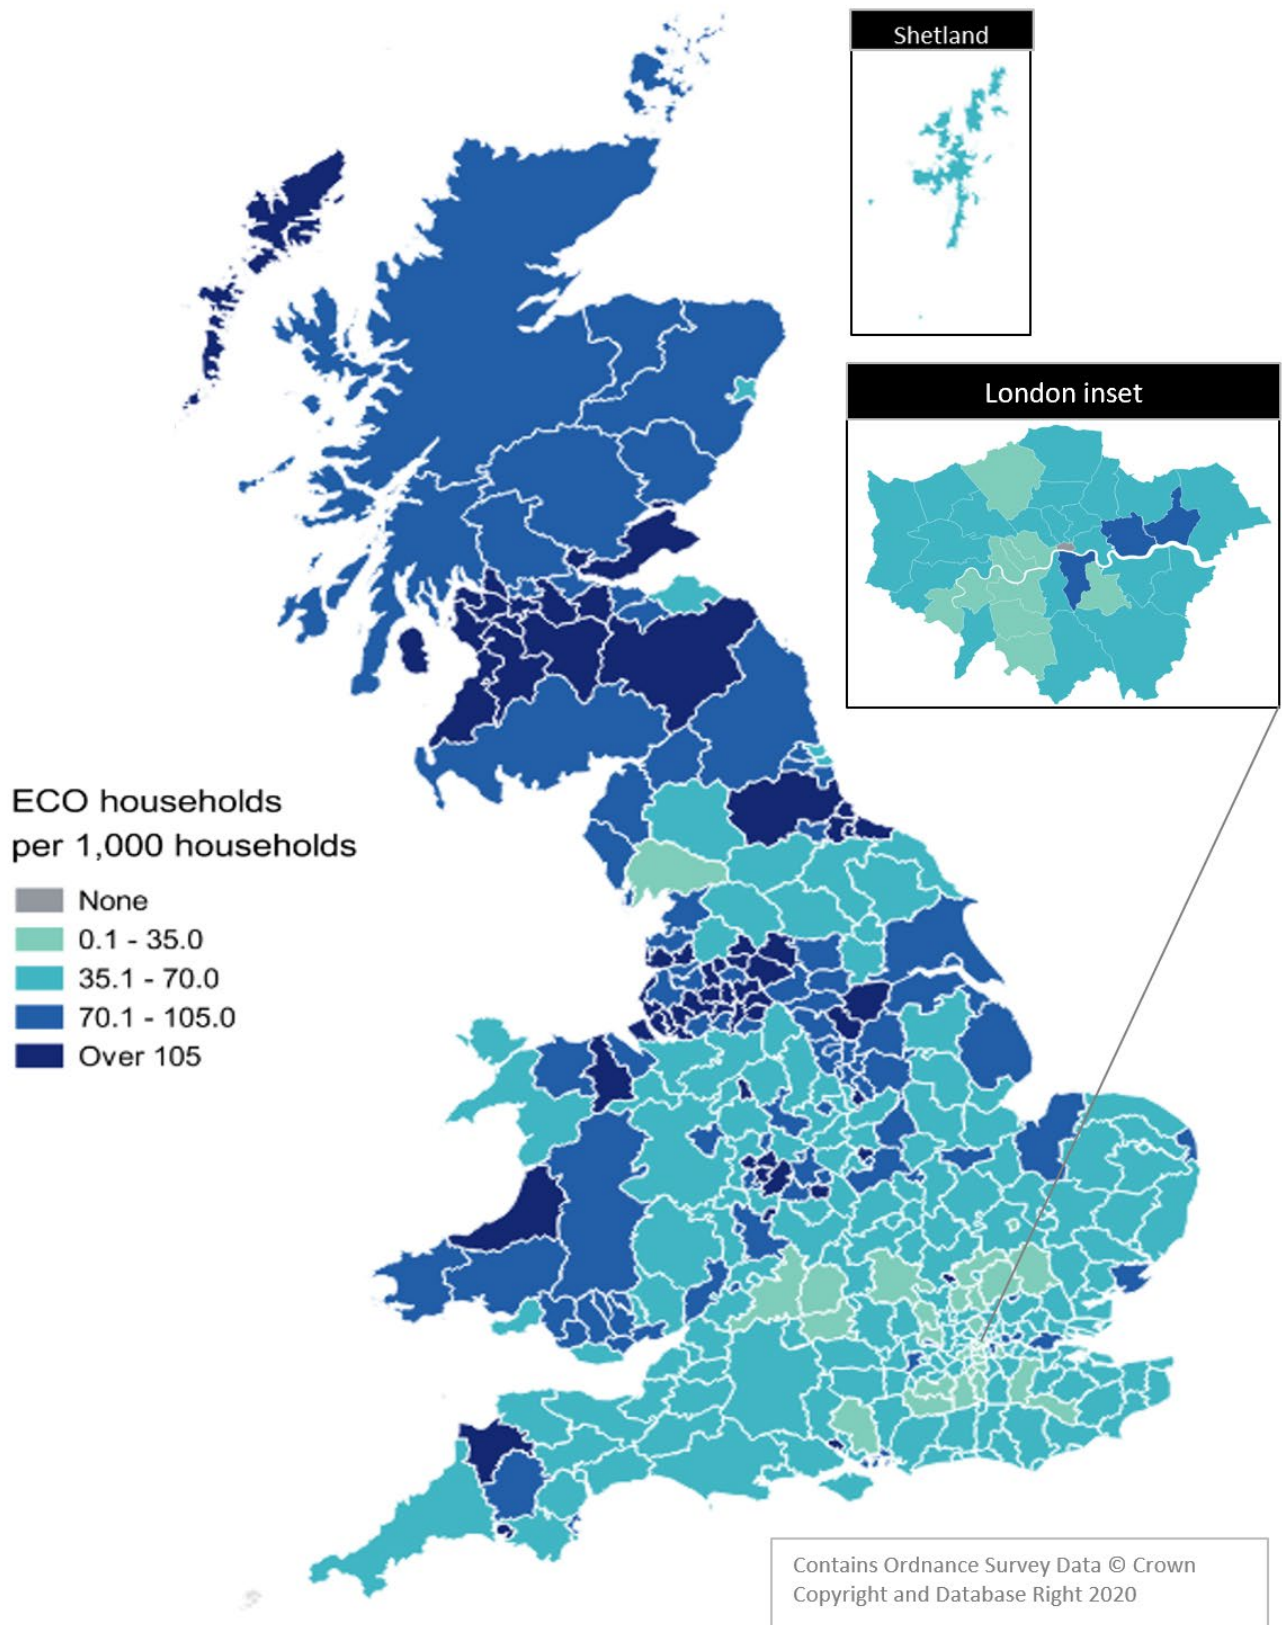 Shetland
London inset
ECO households
per 1,000 households
None
0.1 - 35.0
35.1 - 70.0
70.1 - 105.0
Over 105
Contains Ordnance Survey Data © Crown
Copyright and Database Right 2020